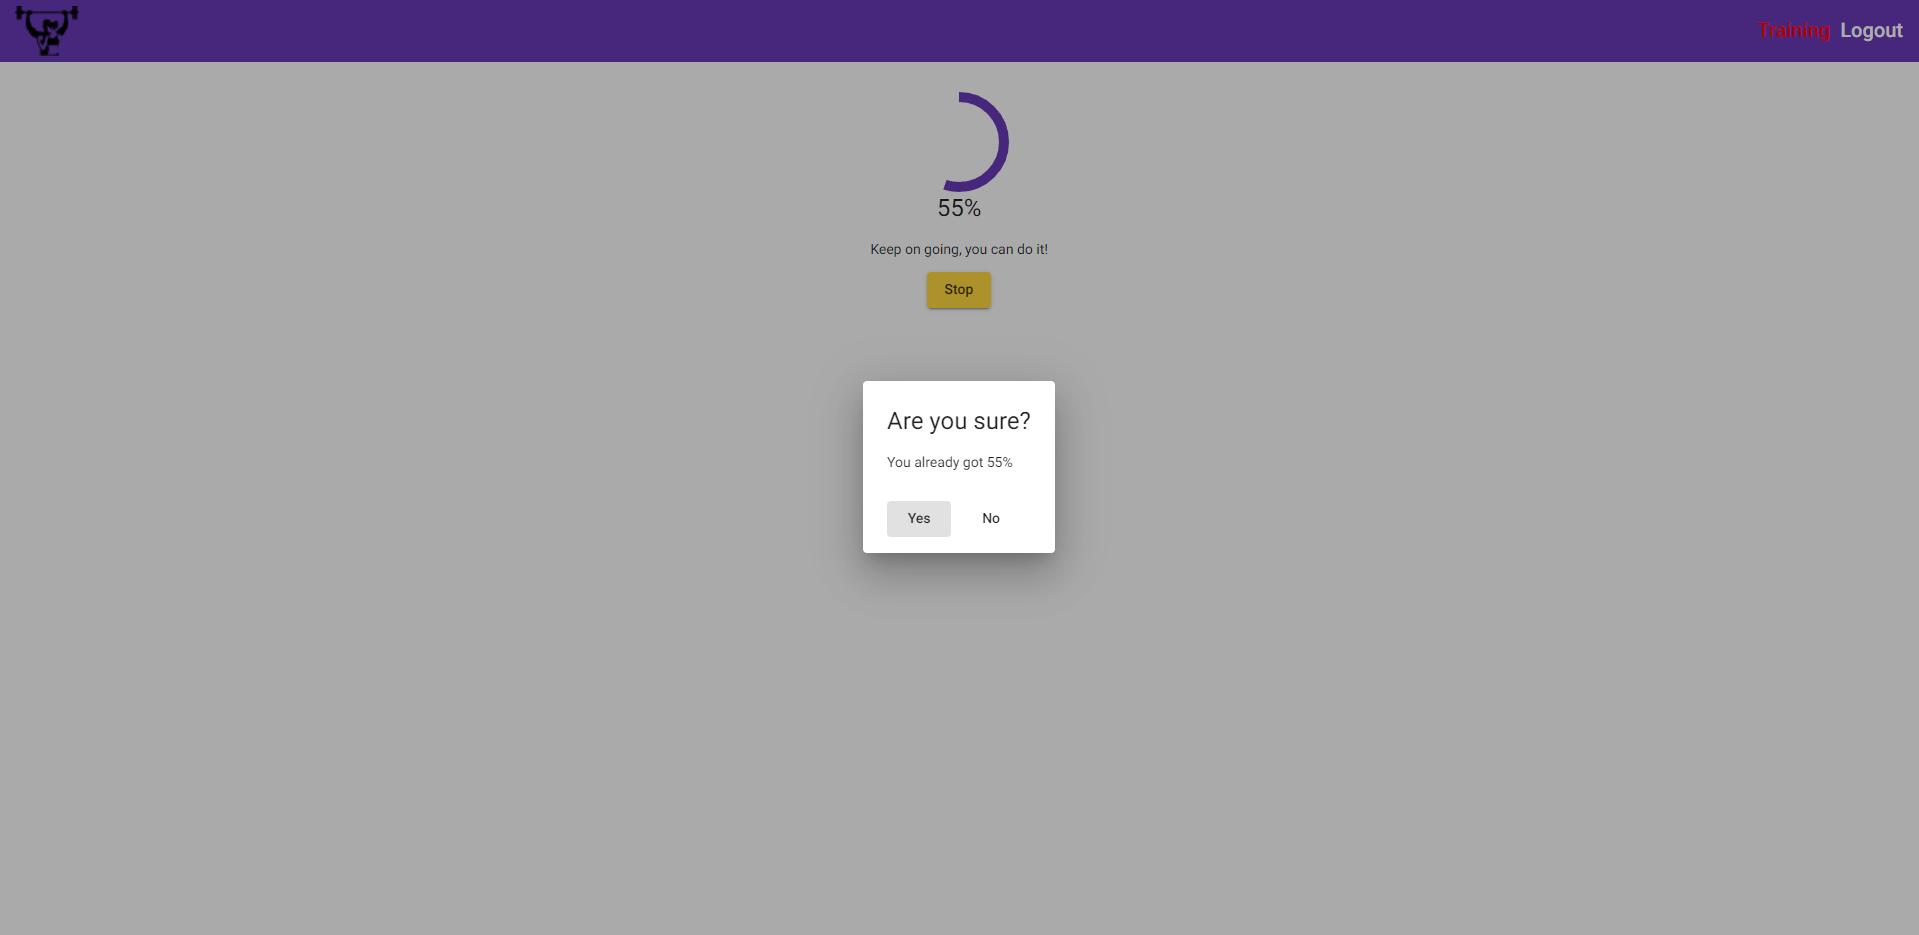 Training Logout
55%
Keep on going, you can do it!
Stop
Are you sure?
You already got 55%
Yes No